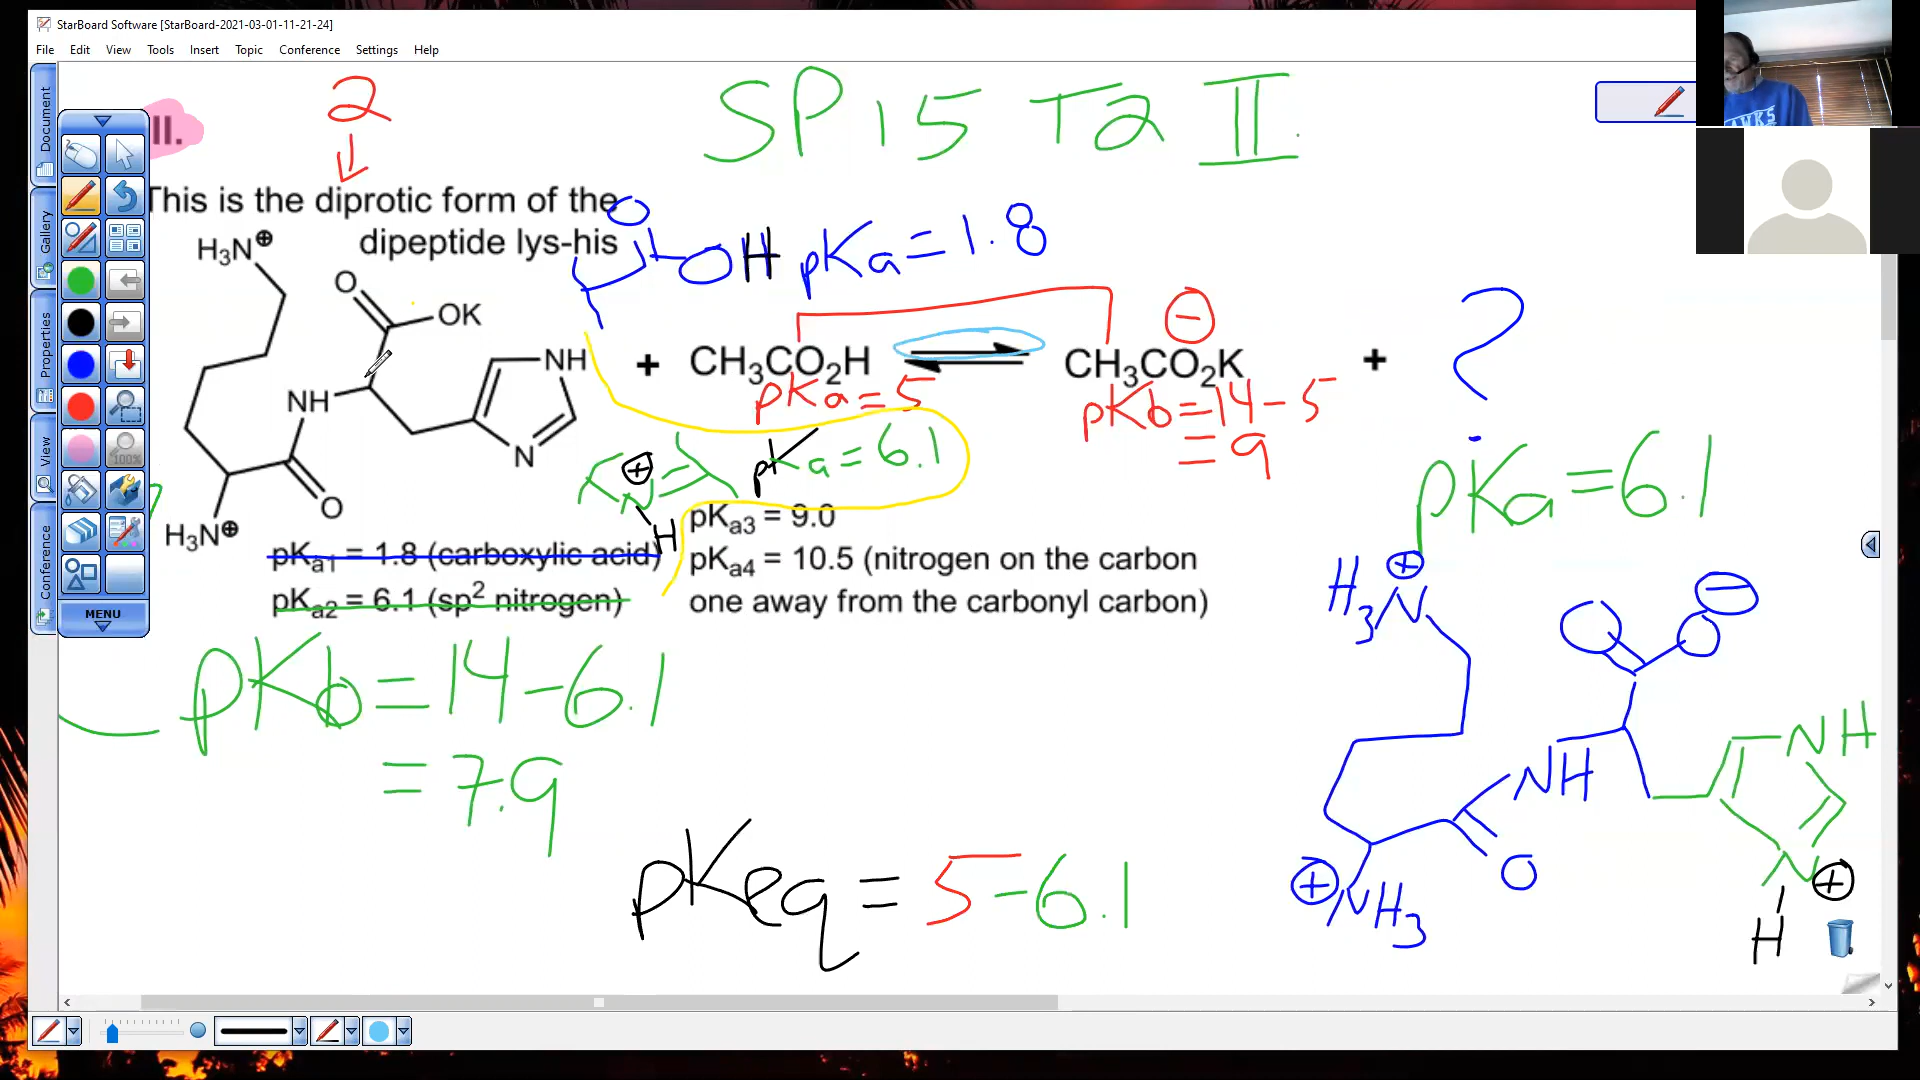 StarBoard Software [StarBoard-2021-03-01-11-21-24]
File Edit View Tools Insert Topic Conference Settings Help
Document
Gallery
Properties
View
Conference
100%
MENU
II.
2
SP15 T2 II.
This is the diprotic form of the
dipeptide lys-his
H₃N⊕
O
OK
NH
NH
N
O
H₃N⊕
O
OH pKa = 1.8
+ CH₃CO₂H ⇌ CH₃CO₂K + ?
⊖
pKa = 5
pKb = 14 - 5
= 9
⊕
N
H
pKa = 6.1
pKa1 = 1.8 (carboxylic acid)
pKa2 = 6.1 (sp² nitrogen)
pKa3 = 9.0
pKa4 = 10.5 (nitrogen on the carbon
one away from the carbonyl carbon)
pKb = 14 - 6.1
= 7.9
pKeq = 5 - 6.1
pKa = 6.1
H₃N⊕
O
O⊖
NH
NH
N⊕
H
O
⊕NH₃